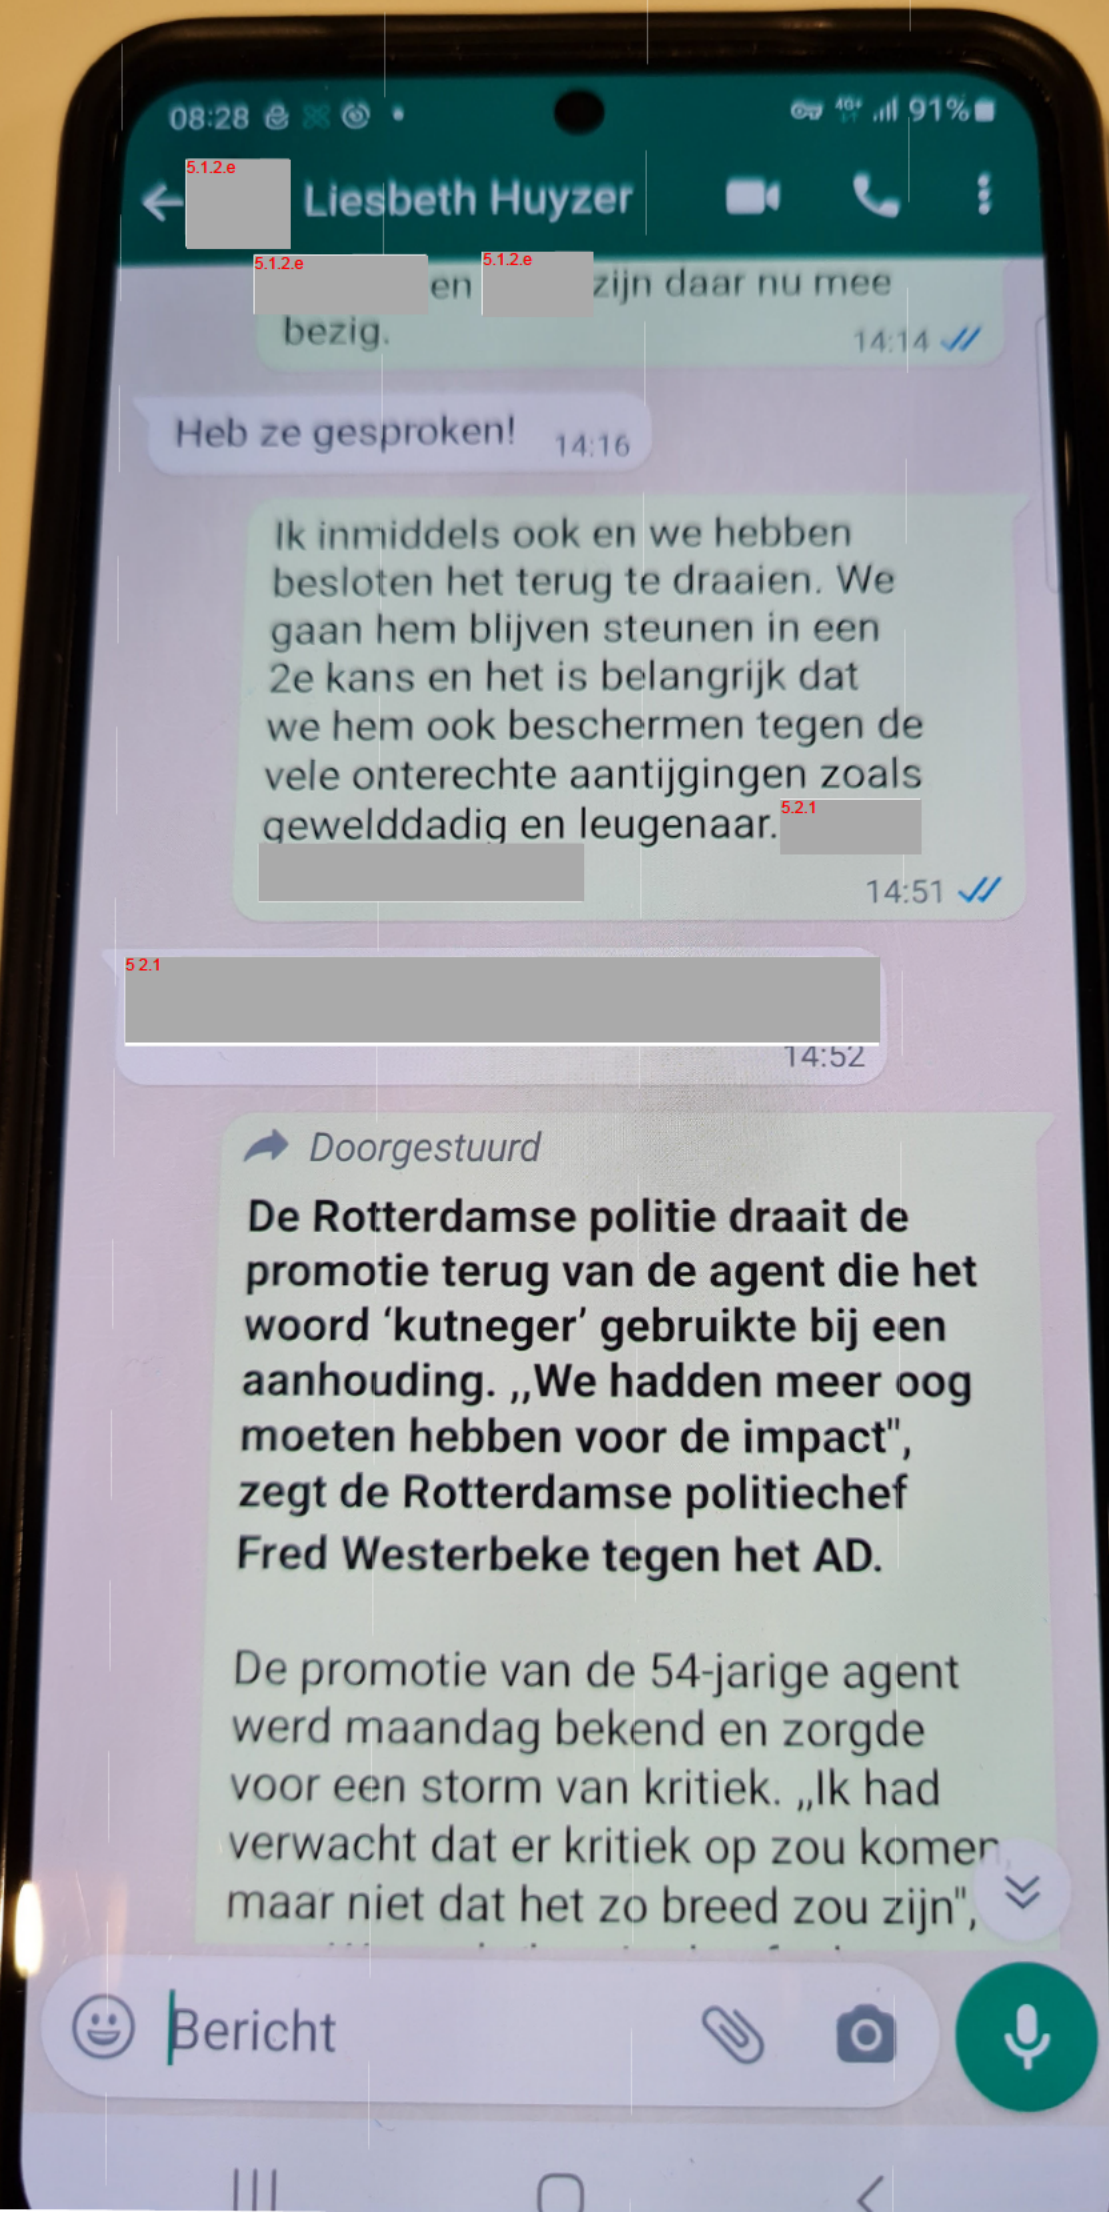 08:28
4G+
91%
5.1.2.e
Liesbeth Huyzer
5.1.2.e
en
5.1.2.e
zijn daar nu mee
bezig.
14:14
Heb ze gesproken!
14:16
Ik inmiddels ook en we hebben
besloten het terug te draaien. We
gaan hem blijven steunen in een
2e kans en het is belangrijk dat
we hem ook beschermen tegen de
vele onterechte aantijgingen zoals
gewelddadig en leugenaar.
5.2.1
14:51
5 2.1
14:52
Doorgestuurd
De Rotterdamse politie draait de
promotie terug van de agent die het
woord ‘kutneger’ gebruikte bij een
aanhouding. ,,We hadden meer oog
moeten hebben voor de impact",
zegt de Rotterdamse politiechef
Fred Westerbeke tegen het AD.
De promotie van de 54-jarige agent
werd maandag bekend en zorgde
voor een storm van kritiek. ,,Ik had
verwacht dat er kritiek op zou komen,
maar niet dat het zo breed zou zijn",
Bericht